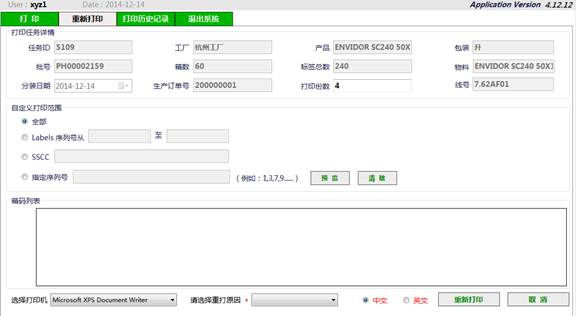 User : xyz1 Date : 2014-12-14 Application Version 4.12.12
打 印 重新打印 打印历史记录 退出系统
打印任务详情
任务ID 5109 工厂 杭州工厂 产品 ENVIDOR SC240 50X 包装 升
批号 PH00002159 箱数 60 标签总数 240 物料 ENVIDOR SC240 50X1
分装日期 2014-12-14 生产订单号 200000001 打印份数 4 线号 7.62AF01
自定义打印范围
全部
Labels 序列号从 至
SSCC
指定序列号 (例如：1,3,7,9......) 预 览 清 除
箱码列表
选择打印机 Microsoft XPS Document Writer 请选择重打原因 * 中文 英文 重新打印 取 消